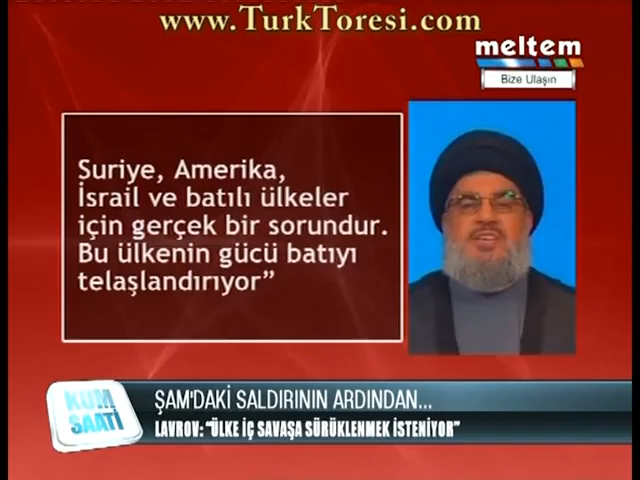 www.TurkToresi.com
meltem
Bize Ulaşın
Suriye, Amerika,
İsrail ve batılı ülkeler
için gerçek bir sorundur.
Bu ülkenin gücü batıyı
telaşlandırıyor”
KUM
SAATİ
ŞAM'DAKİ SALDIRININ ARDINDAN...
LAVROV: “ÜLKE İÇ SAVAŞA SÜRÜKLENMEK İSTENİYOR”